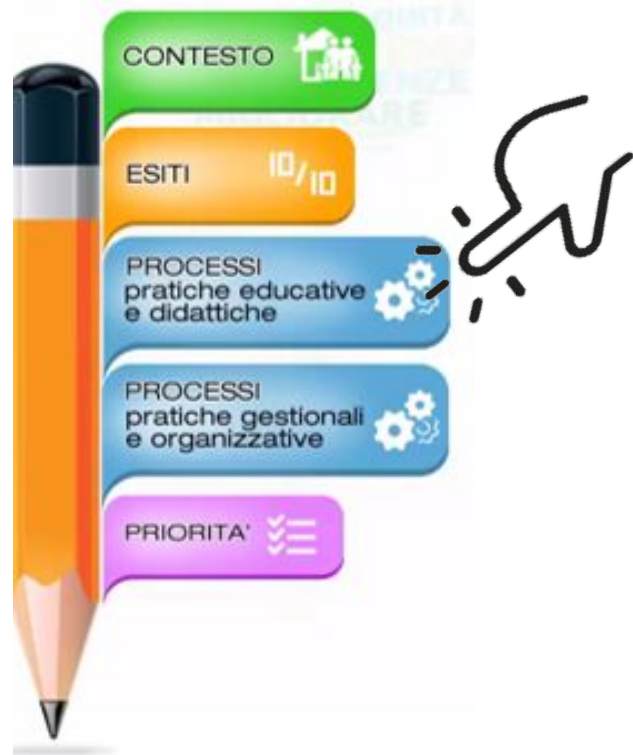 CONTESTO
ESITI 10/10
PROCESSI
pratiche educative
e didattiche
PROCESSI
pratiche gestionali
e organizzative
PRIORITA'